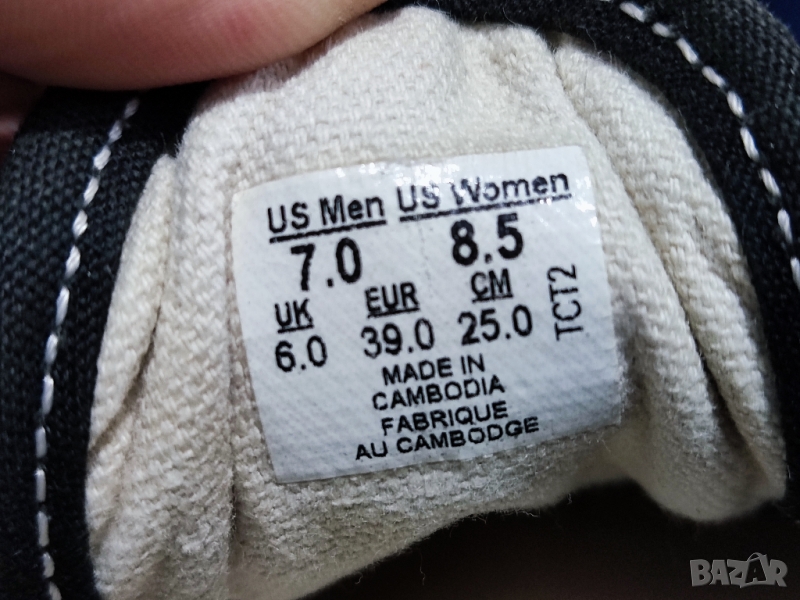 US Men US Women
7.0 8.5
UK EUR CM
6.0 39.0 25.0
TCT2
MADE IN
CAMBODIA
FABRIQUE
AU CAMBODGE
BAZAR